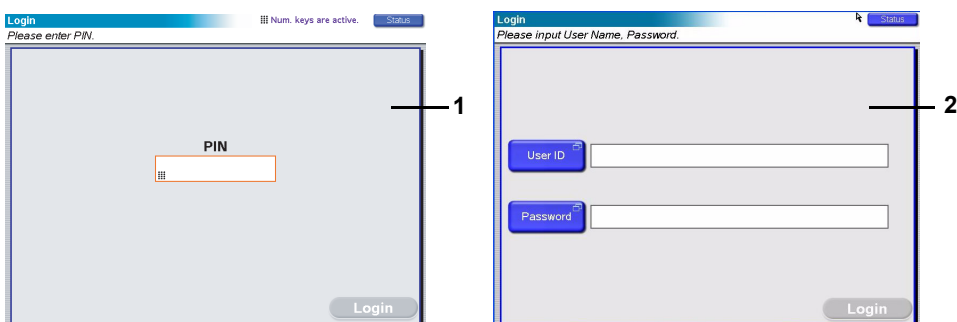 Login
Num. keys are active.
Status
Please enter PIN.
PIN
Login
1
Login
Status
Please input User Name, Password.
User ID
Password
Login
2